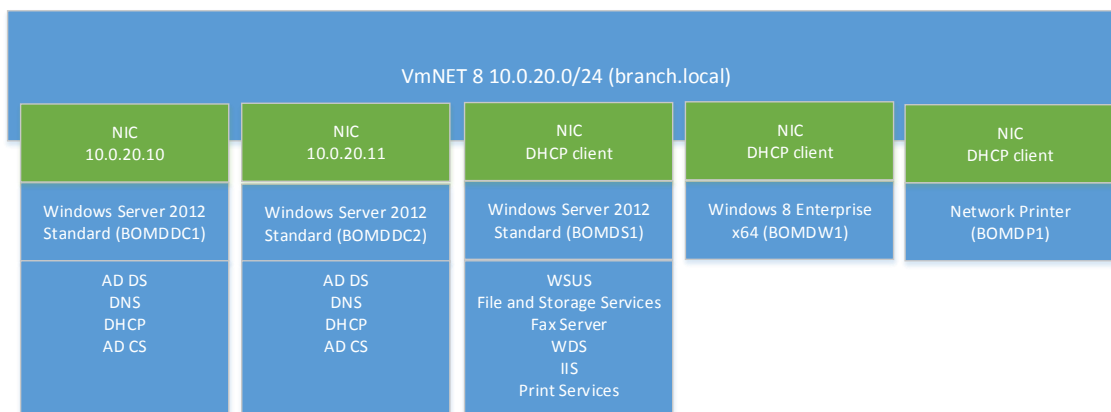 VmNET 8 10.0.20.0/24 (branch.local)
NIC
10.0.20.10
Windows Server 2012
Standard (BOMDDC1)
AD DS
DNS
DHCP
AD CS
NIC
10.0.20.11
Windows Server 2012
Standard (BOMDDC2)
AD DS
DNS
DHCP
AD CS
NIC
DHCP client
Windows Server 2012
Standard (BOMDS1)
WSUS
File and Storage Services
Fax Server
WDS
IIS
Print Services
NIC
DHCP client
Windows 8 Enterprise
x64 (BOMDW1)
NIC
DHCP client
Network Printer
(BOMDP1)